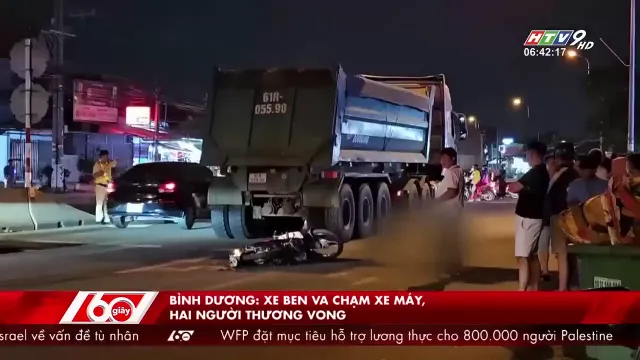 HTV9 HD
06:42:17
61R
055.90
60 giây
BÌNH DƯƠNG: XE BEN VA CHẠM XE MÁY,
HAI NGƯỜI THƯƠNG VONG
srael về vấn đề tù nhân 60 WFP đặt mục tiêu hỗ trợ lương thực cho 800.000 người Palestine